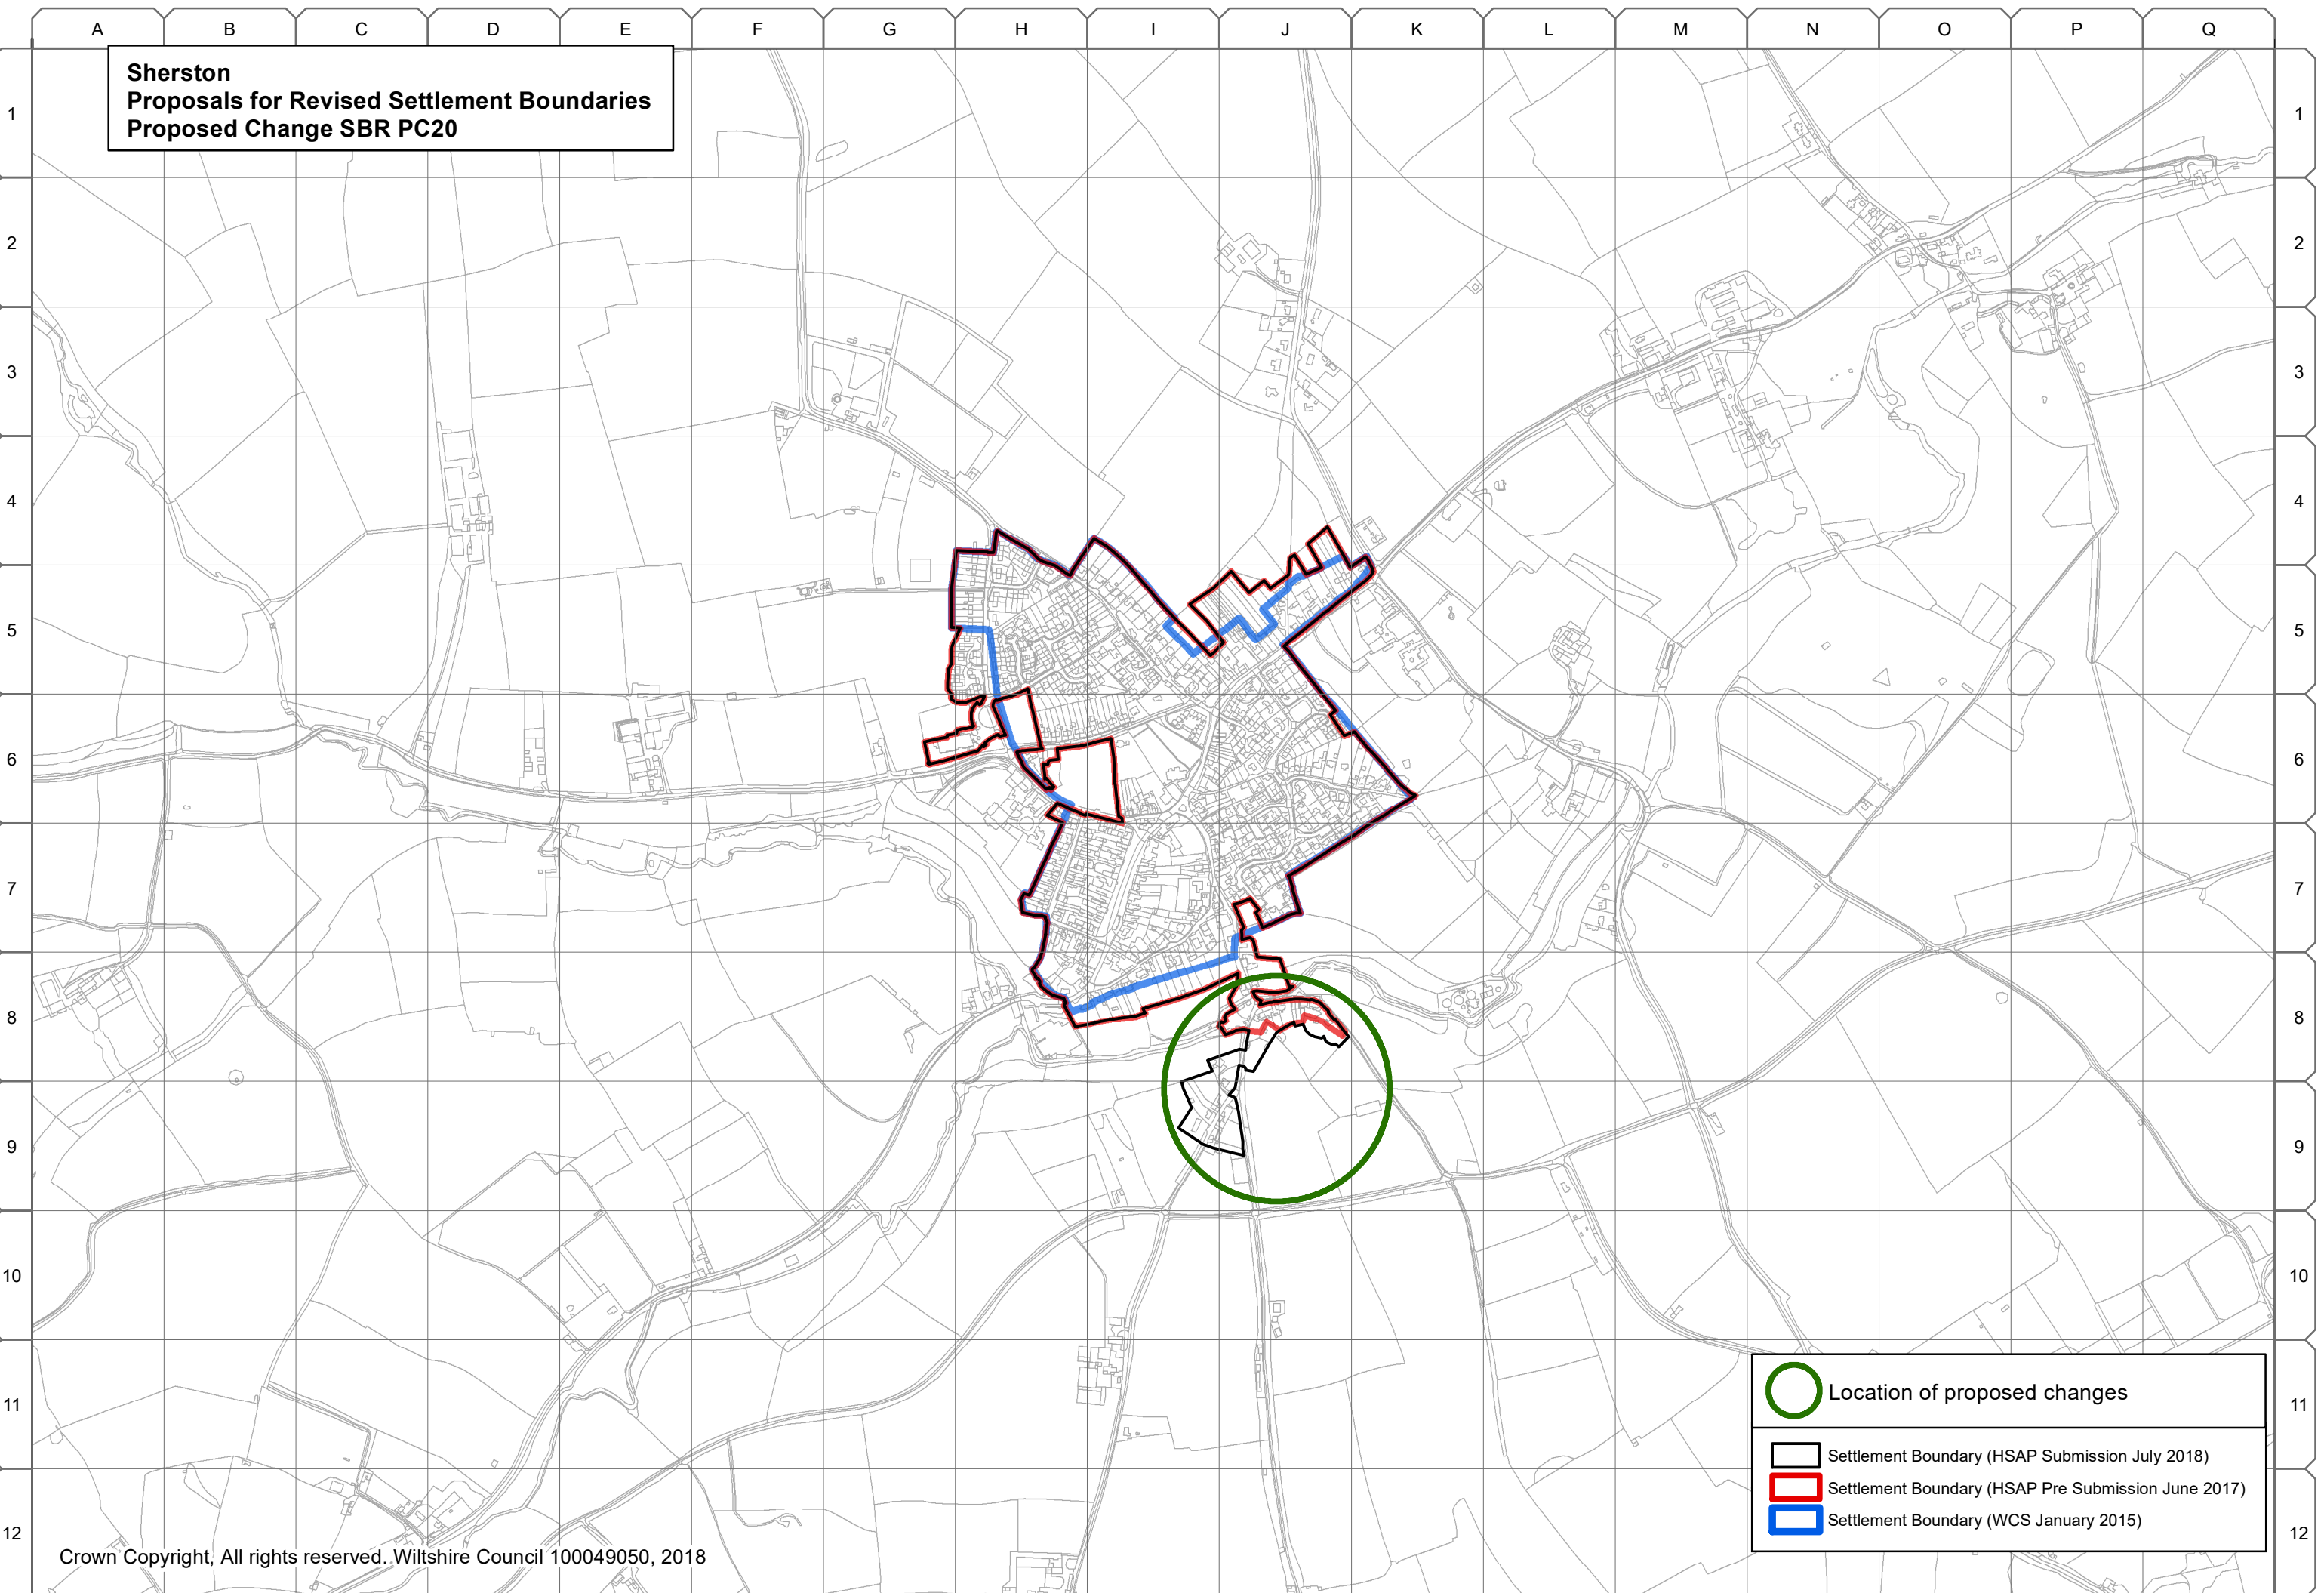 A B C D E F G H I J K L M N O P Q
Sherston
Proposals for Revised Settlement Boundaries
Proposed Change SBR PC20
1 1
2 2
3 3
4 4
5 5
6 6
7 7
8 8
9 9
10 10
11 11
12 12
Location of proposed changes
Settlement Boundary (HSAP Submission July 2018)
Settlement Boundary (HSAP Pre Submission June 2017)
Settlement Boundary (WCS January 2015)
Crown Copyright, All rights reserved. Wiltshire Council 100049050, 2018